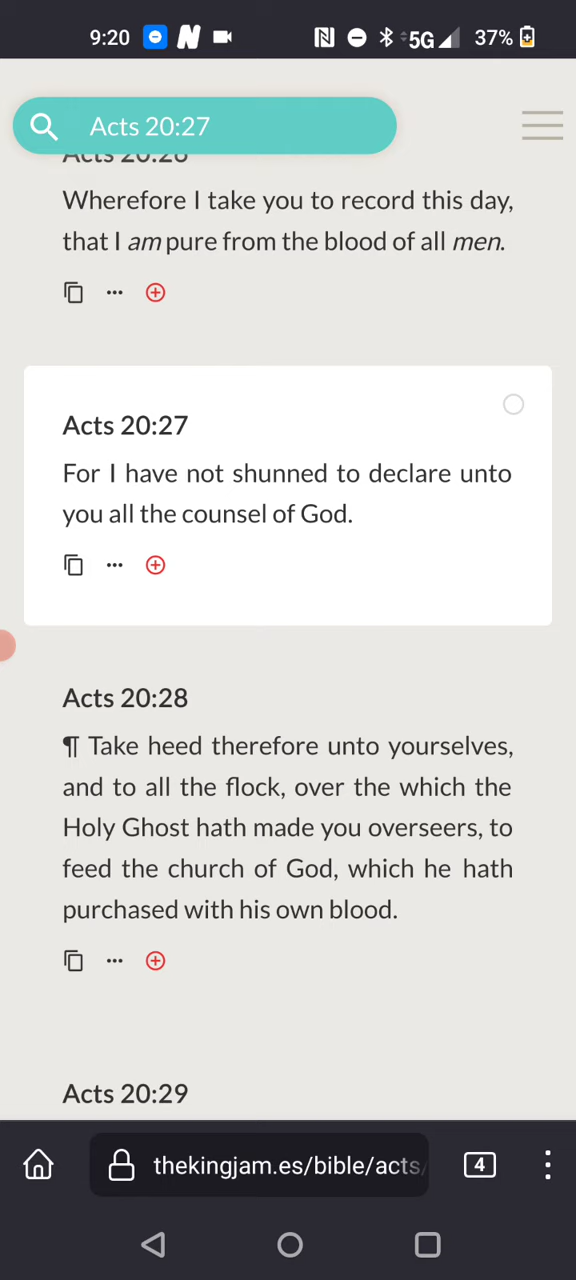 9:20 5G 37%
Acts 20:27
Acts 20:26
Wherefore I take you to record this day,
that I am pure from the blood of all men.
Acts 20:27
For I have not shunned to declare unto
you all the counsel of God.
Acts 20:28
¶ Take heed therefore unto yourselves,
and to all the flock, over the which the
Holy Ghost hath made you overseers, to
feed the church of God, which he hath
purchased with his own blood.
Acts 20:29
thekingjam.es/bible/acts/ 4